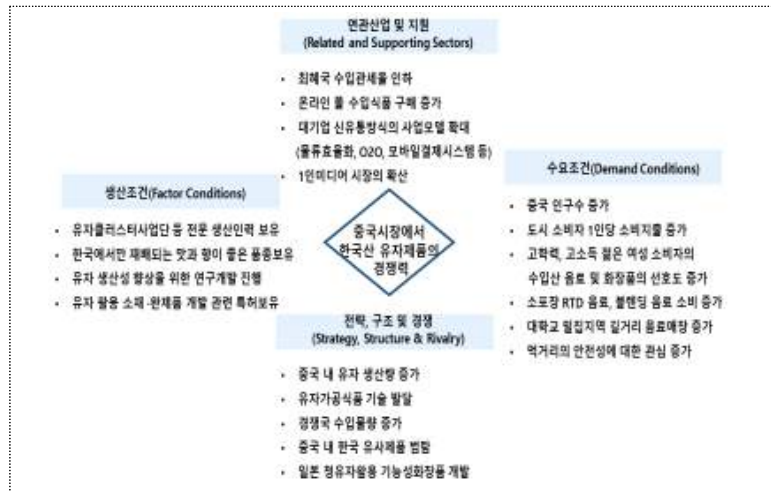 연관산업 및 지원
(Related and Supporting Sectors)
• 최혜국 수입관세율 인하
• 온라인 몰 수입식품 구매 증가
• 대기업 신유통방식의 사업모델 확대
(물류효율화, O2O, 모바일결제시스템 등)
• 1인미디어 시장의 확산
생산조건(Factor Conditions)
• 유자클러스터사업단 등 전문 생산인력 보유
• 한국에서만 재배되는 맛과 향이 좋은 품종보유
• 유자 생산성 향상을 위한 연구개발 진행
• 유자 활용 소재·완제품 개발 관련 특허보유
중국시장에서
한국산 유자제품의
경쟁력
수요조건(Demand Conditions)
• 중국 인구수 증가
• 도시 소비자 1인당 소비지출 증가
• 고학력, 고소득 젊은 여성 소비자의
수입산 음료 및 화장품의 선호도 증가
• 소포장 RTD 음료, 블렌딩 음료 소비 증가
• 대학교 밀집지역 길거리 음료매장 증가
• 먹거리의 안전성에 대한 관심 증가
전략, 구조 및 경쟁
(Strategy, Structure & Rivalry)
• 중국 내 유자 생산량 증가
• 유자가공식품 기술 발달
• 경쟁국 수입물량 증가
• 중국 내 한국 유사제품 범람
• 일본 청유자활용 기능성화장품 개발